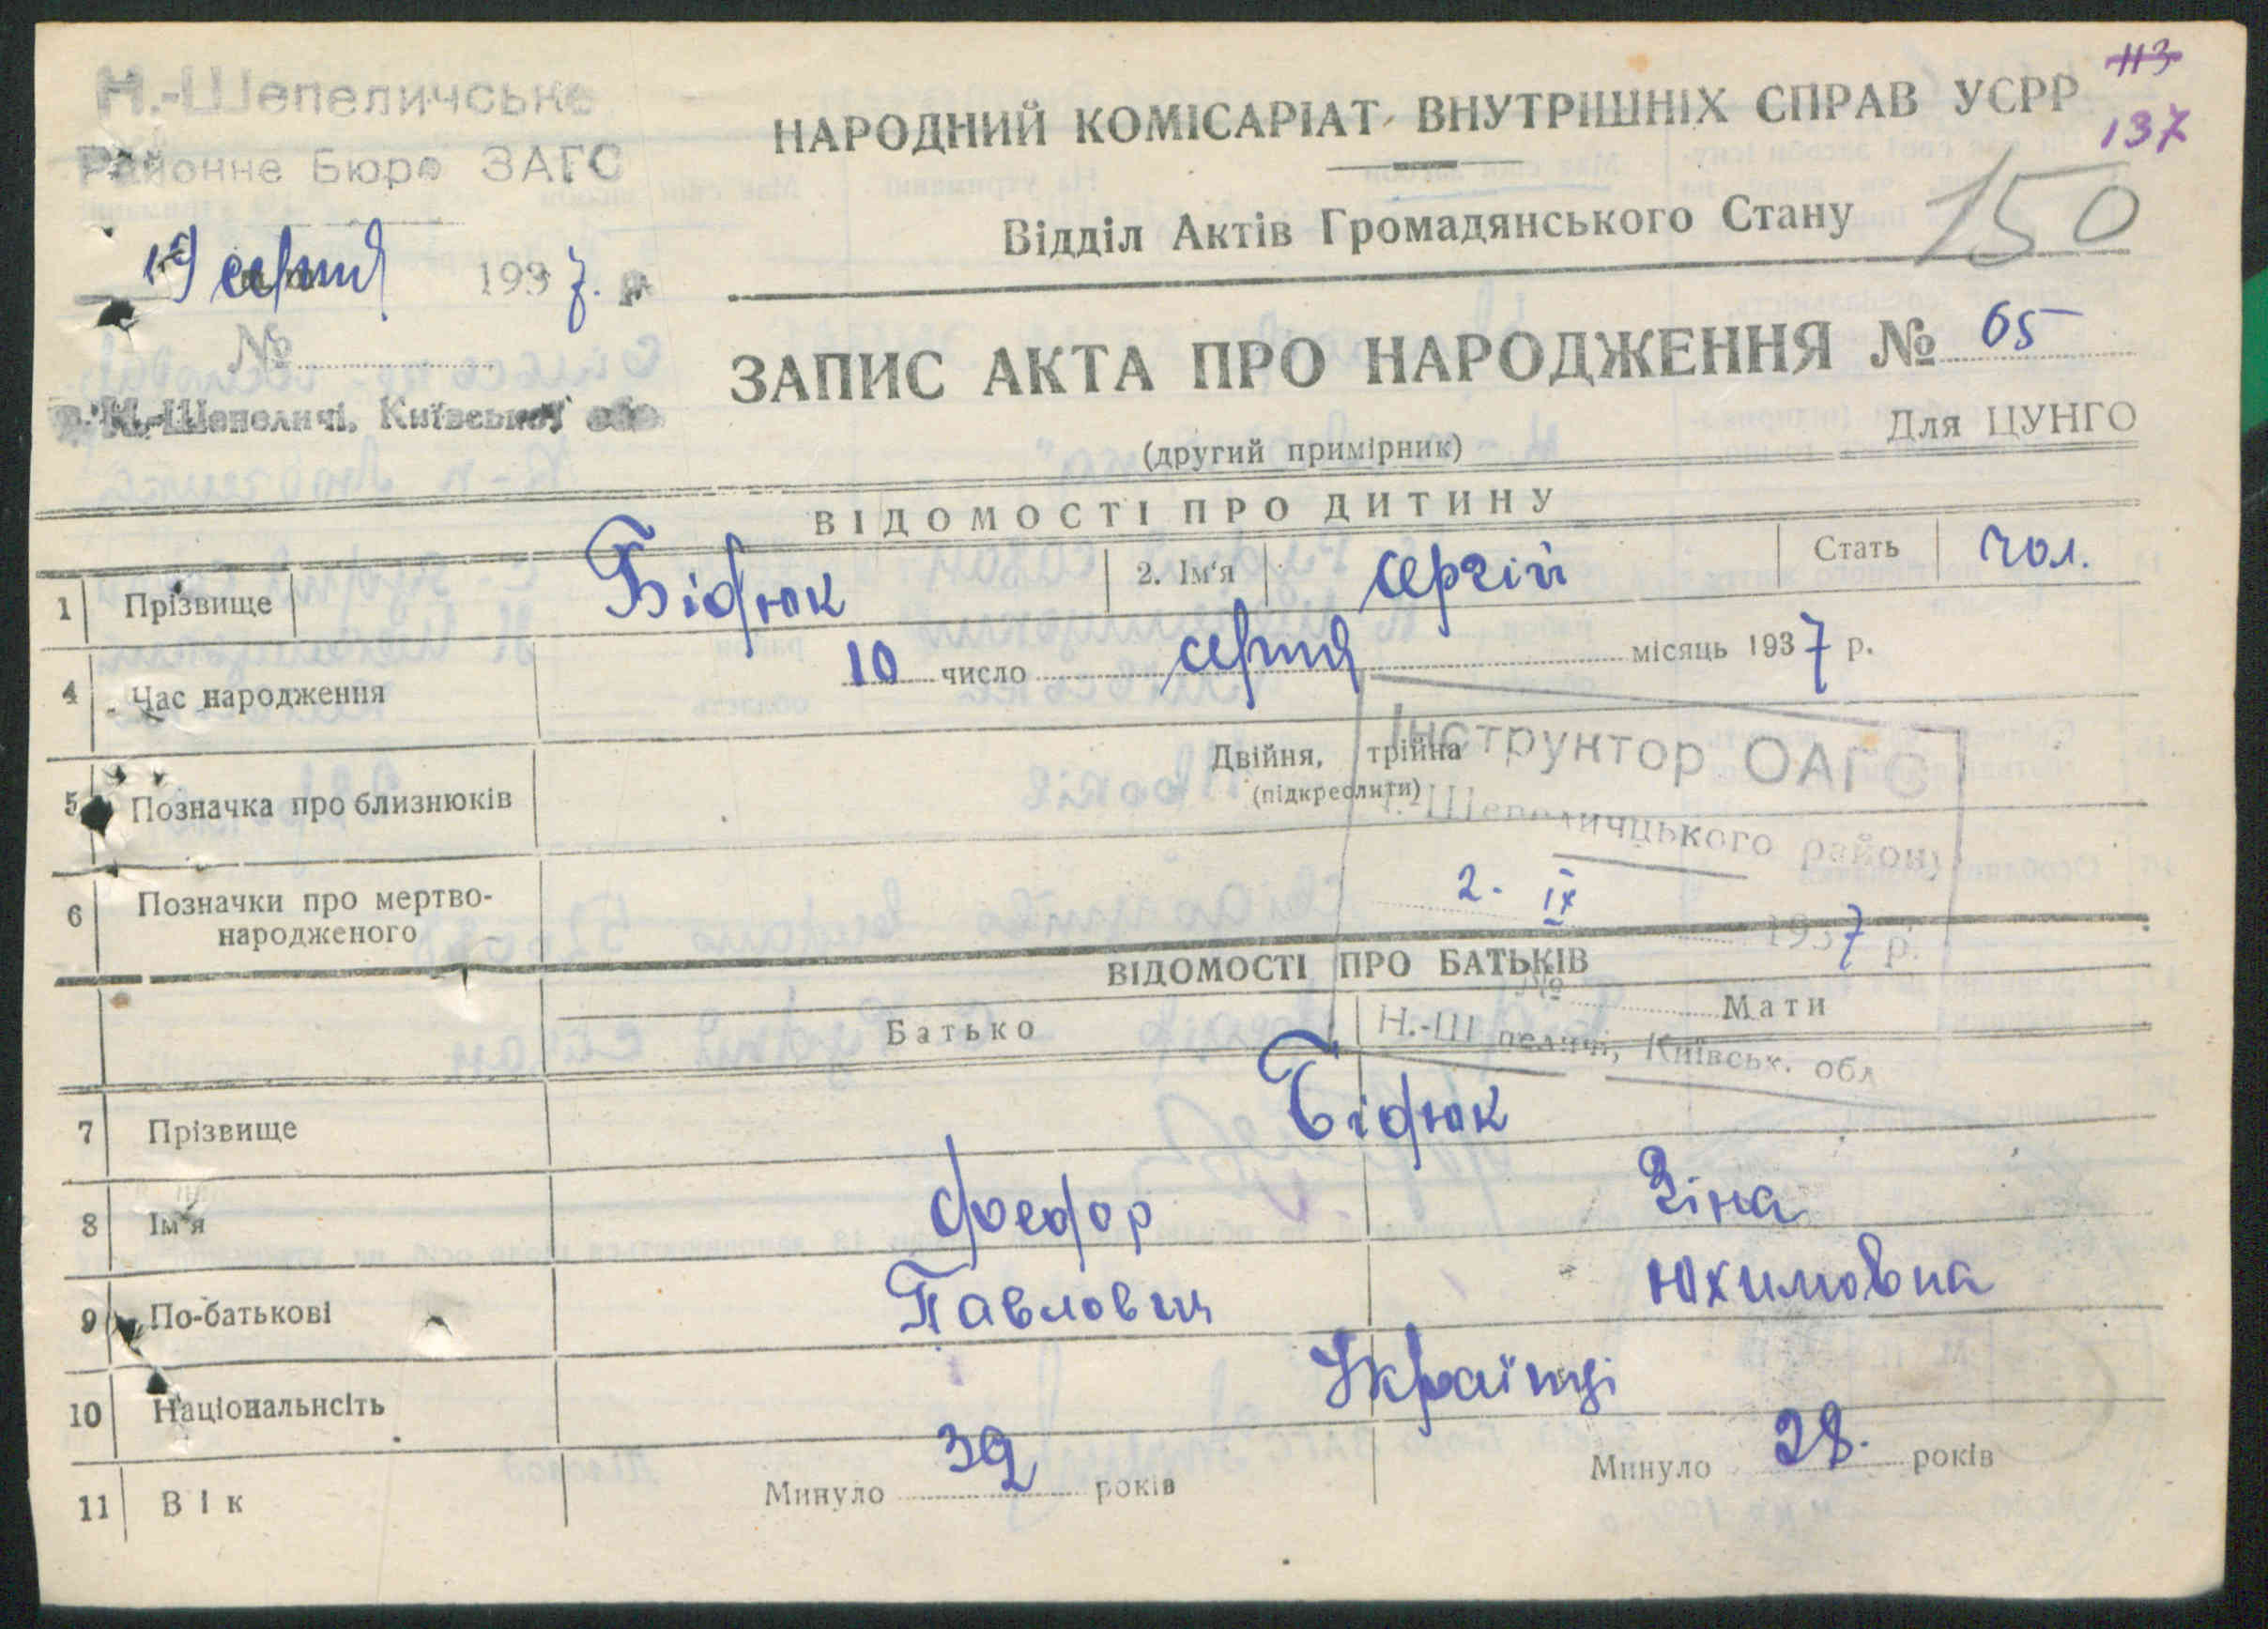 113
137
150
Н.-Шепеличське
Районне Бюро ЗАГС
19 серпня 1937 р.
№
Н.-Шепеличі, Київської обл.
НАРОДНИЙ КОМІСАРІАТ ВНУТРІШНІХ СПРАВ УСРР
Відділ Актів Громадянського Стану
ЗАПИС АКТА ПРО НАРОДЖЕННЯ № 65
(другий примірник)
Для ЦУНГО
ВІДОМОСТІ ПРО ДИТИНУ
1 Прізвище Бідюк 2. Ім'я Сергій Стать чол.
4 Час народження 10 число серпня місяць 1937 р.
5 Позначка про близнюків Двійня, трійна
(підкреслити)
Інструктор ОАГС
Н.-Шепеличцького району
2. IX 1937 р.
№
Н.-Шепеличі, Київськ. обл
6 Позначки про мертво-
народженого
ВІДОМОСТІ ПРО БАТЬКІВ
Батько Мати
7 Прізвище Бідюк
8 Ім'я Федор Зіна
9 По-батькові Павлович Юхимовна
10 Національнсіть Українці
11 Вік Минуло 32 років Минуло 28. років